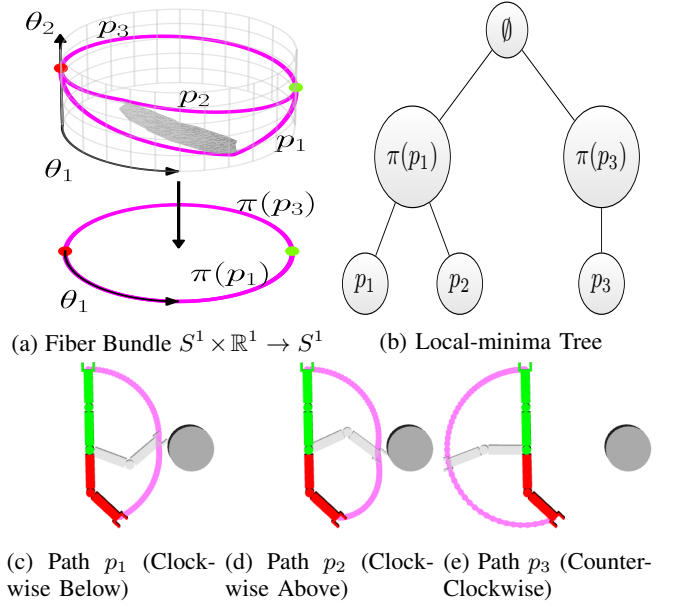 θ₂
p₃
p₂
p₁
θ₁
π(p₃)
π(p₁)
θ₁
(a) Fiber Bundle S¹ × ℝ¹ → S¹
∅
π(p₁) π(p₃)
p₁ p₂ p₃
(b) Local-minima Tree
(c) Path p₁ (Clock-
wise Below)
(d) Path p₂ (Clock-
wise Above)
(e) Path p₃ (Counter-
Clockwise)